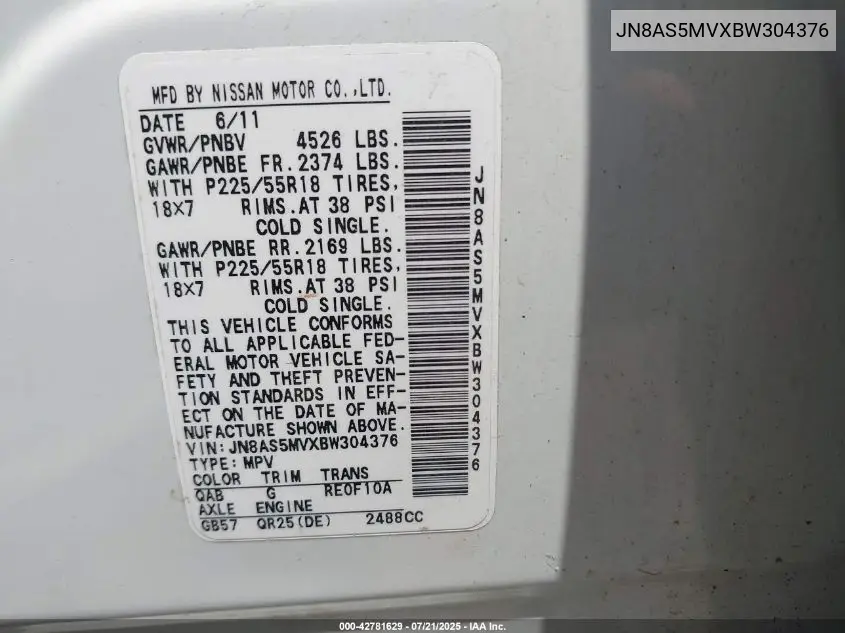 JN8AS5MVXBW304376
MFD BY NISSAN MOTOR CO.,LTD.
DATE 6/11
GVWR/PNBV 4526 LBS.
GAWR/PNBE FR. 2374 LBS.
WITH P225/55R18 TIRES,
18X7 RIMS.AT 38 PSI
COLD SINGLE.
GAWR/PNBE RR. 2169 LBS.
WITH P225/55R18 TIRES,
18X7 RIMS.AT 38 PSI
COLD SINGLE.
THIS VEHICLE CONFORMS
TO ALL APPLICABLE FED-
ERAL MOTOR VEHICLE SA-
FETY AND THEFT PREVEN-
TION STANDARDS IN EFF-
ECT ON THE DATE OF MA-
NUFACTURE SHOWN ABOVE.
VIN: JN8AS5MVXBW304376
TYPE: MPV
COLOR TRIM TRANS
QAB G RE0F10A
AXLE ENGINE
GB57 QR25(DE) 2488CC
JN8AS5MVXBW304376
000-42781629 - 07/21/2025 - IAA Inc.